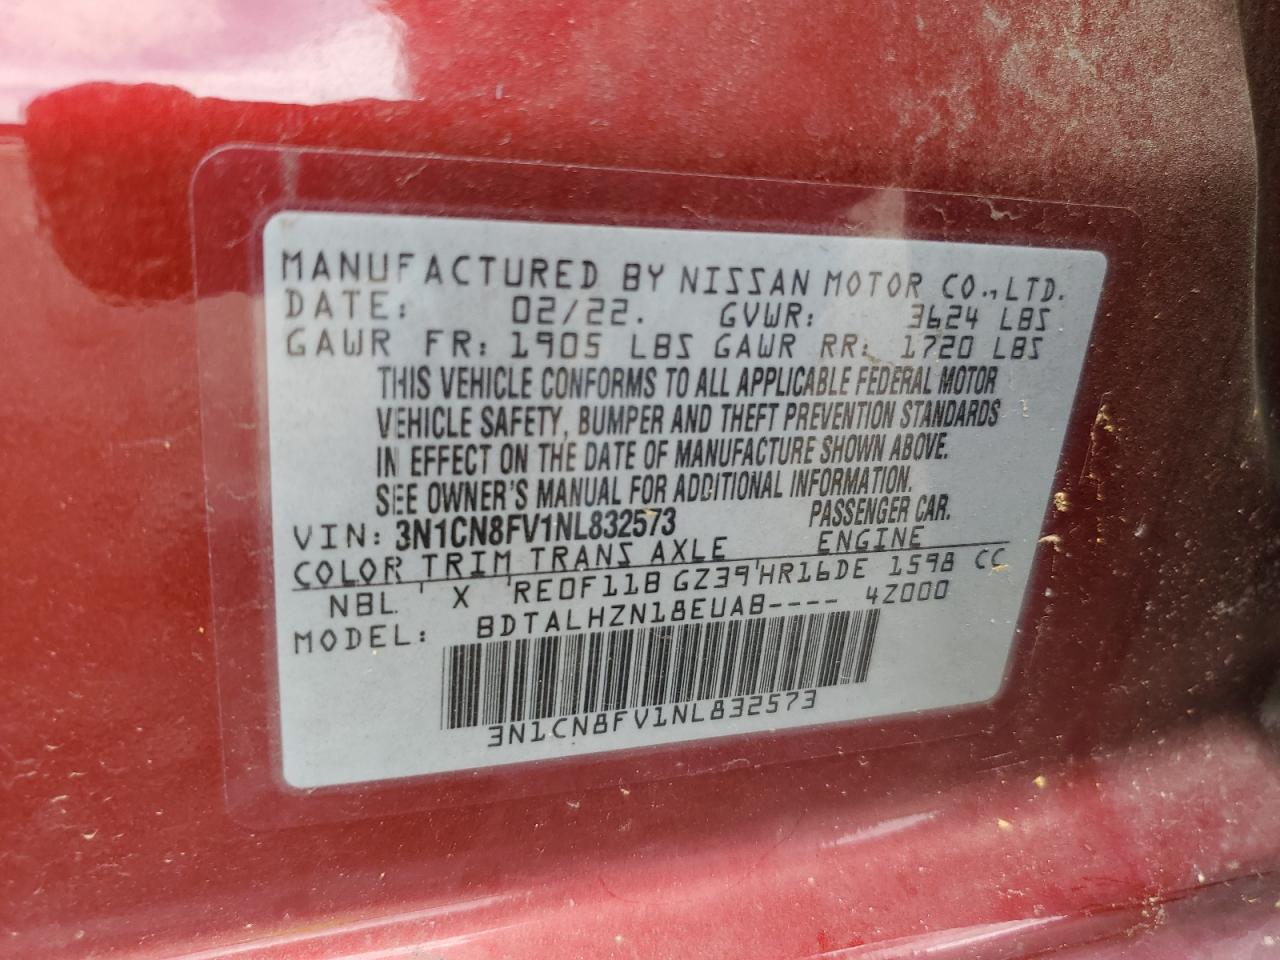 MANUFACTURED BY NISSAN MOTOR CO.,LTD.
DATE: 02/22. GVWR: 3624 LBS
GAWR FR: 1905 LBS GAWR RR: 1720 LBS
THIS VEHICLE CONFORMS TO ALL APPLICABLE FEDERAL MOTOR
VEHICLE SAFETY, BUMPER AND THEFT PREVENTION STANDARDS
IN EFFECT ON THE DATE OF MANUFACTURE SHOWN ABOVE.
SEE OWNER'S MANUAL FOR ADDITIONAL INFORMATION.
VIN: 3N1CN8FV1NL832573 PASSENGER CAR.
COLOR TRIM TRANS AXLE ENGINE
NBL X RE0F11B GZ39 HR16DE 1598 CC
MODEL: BDTALHZN18EUAB---- 4Z000
3N1CN8FV1NL832573